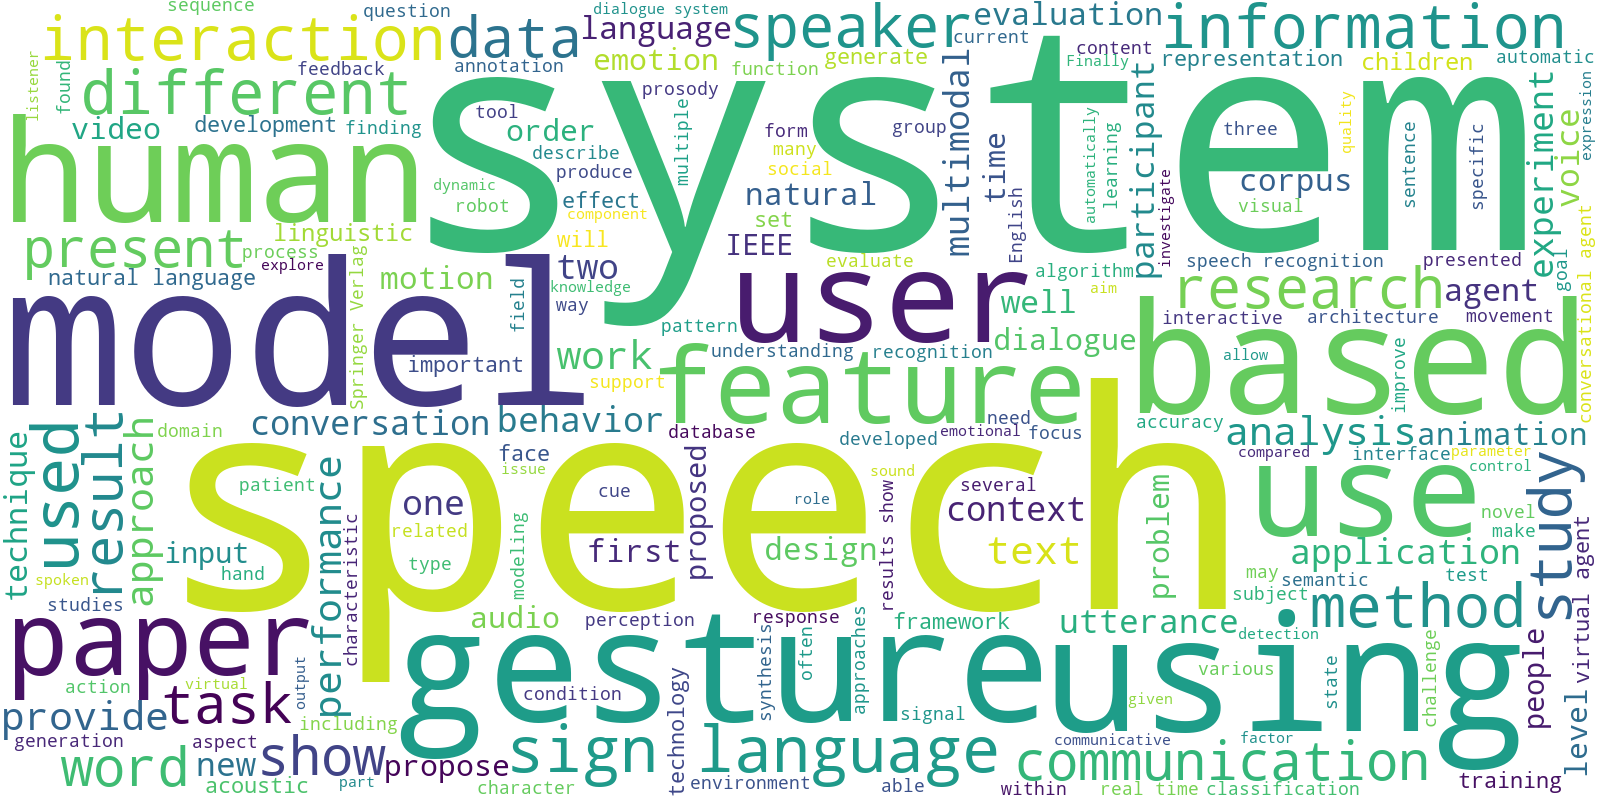 sequence
question
dialogue system
interaction
data
language
speaker
evaluation
information
current
content
feedback
annotation
emotion
function
generate
Finally
representation
children
automatic
listener
found
different
prosody
multiple
multimodal
participant
experiment
voice
expression
video
development
finding
tool
order
form
group
time
three
quality
human
system
describe
many
automatically
learning
sentence
specific
produce
social
dynamic
robot
effect
natural
corpus
component
set
visual
English
investigate
present
linguistic
will
IEEE
process
explore
Springer Verlag
two
evaluate
speech recognition
presented
goal
conversational agent
natural language
motion
knowledge
user
algorithm
research
agent
field
way
well
aim
model
pattern
dialogue
interactive
architecture
movement
important
work
understanding
recognition
based
allow
improve
support
feature
used
result
conversation
behavior
need
accuracy
analysis
animation
technique
approach
domain
database
developed
emotional
focus
compared
interface
parameter
face
issue
sound
use
control
study
patient
performance
speech
one
cue
proposed
role
several
context
problem
novel
make
input
related
first
design
results show
text
application
hand
type
modeling
may
semantic
test
spoken
characteristic
subject
virtual agent
studies
audio
perception
response
approaches
framework
utterance
method
paper
gesture
using
detection
people
level
action
virtual
output
task
condition
technology
synthesis
often
various
state
challenge
given
provide
including
signal
generation
aspect
show
sign language
communicative
factor
communication
word
new
propose
training
acoustic
part
character
environment
able
within
real time
classification